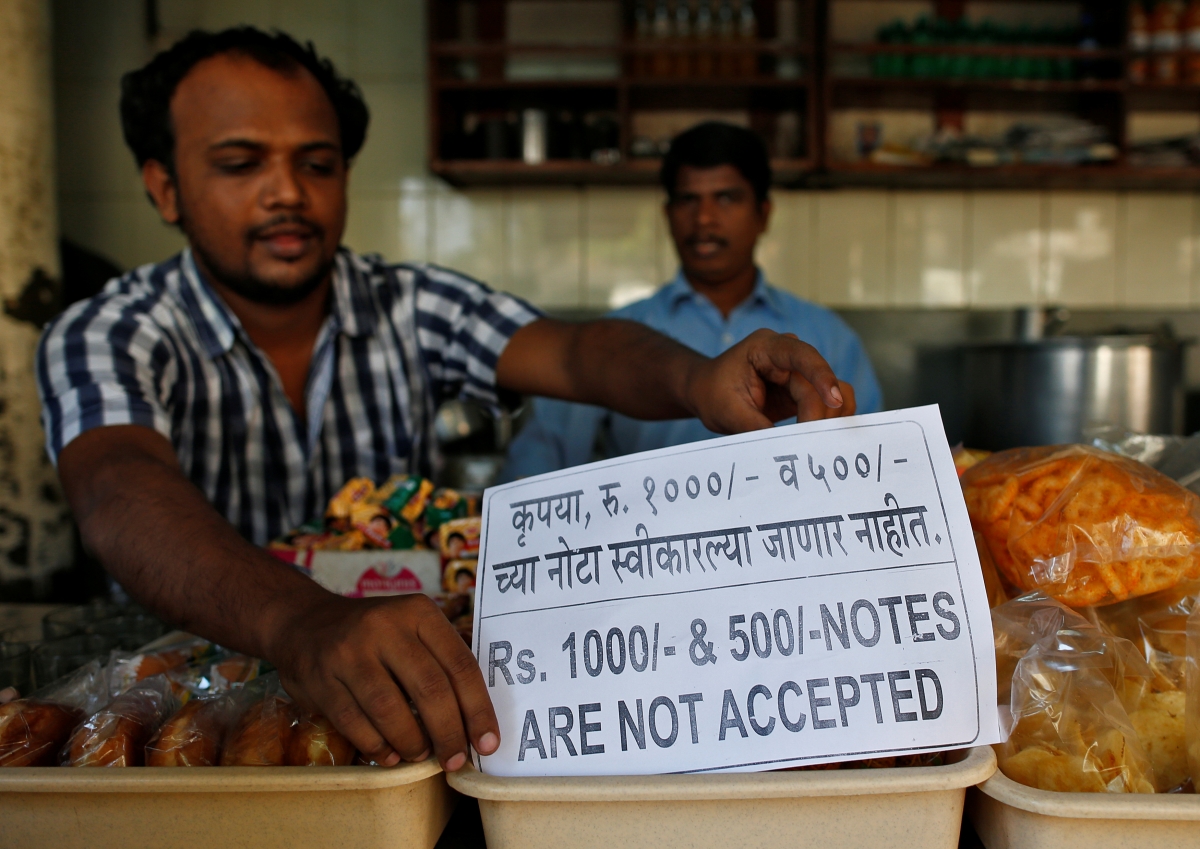 कृपया, रु. १०००/- व ५००/-
च्या नोटा स्वीकारल्या जाणार नाहीत.
Rs. 1000/- & 500/-NOTES
ARE NOT ACCEPTED